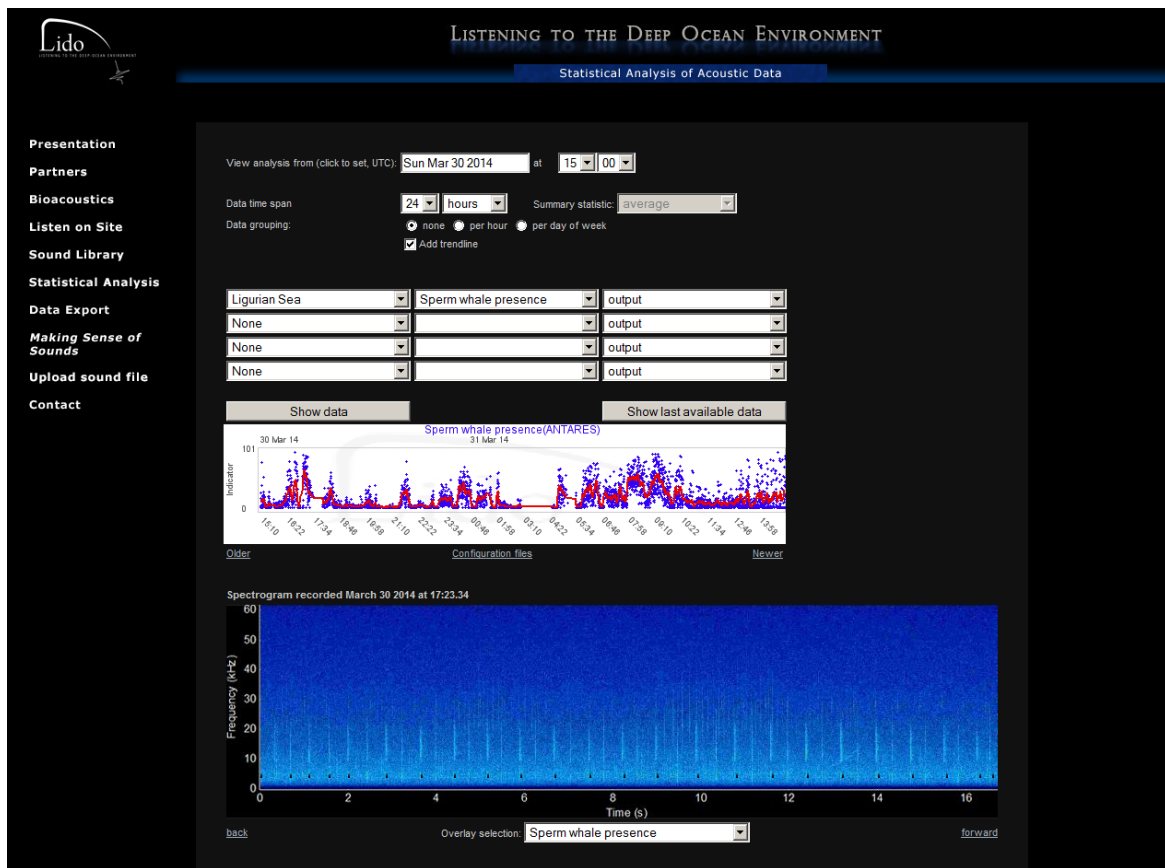 Lido
LISTENING TO THE DEEP OCEAN ENVIRONMENT
LISTENING TO THE DEEP OCEAN ENVIRONMENT
Statistical Analysis of Acoustic Data
Presentation
Partners
Bioacoustics
Listen on Site
Sound Library
Statistical Analysis
Data Export
Making Sense of
Sounds
Upload sound file
Contact
View analysis from (click to set, UTC): Sun Mar 30 2014 at 15 00
Data time span 24 hours Summary statistic: average
Data grouping: none per hour per day of week
Add trendline
Ligurian Sea Sperm whale presence output
None output
None output
None output
Show data Show last available data
Sperm whale presence(ANTARES)
30 Mar 14 31 Mar 14
101
Indicator
0
15:10 16:22 17:34 18:46 19:58 21:10 22:22 23:34 00:46 01:58 03:10 04:22 05:34 06:46 07:58 09:10 10:22 11:34 12:46 13:58
Older Configuration files Newer
Spectrogram recorded March 30 2014 at 17:23.34
60
50
40
30
20
10
0
Frequency (kHz)
0 2 4 6 8 10 12 14 16
Time (s)
back Overlay selection: Sperm whale presence forward